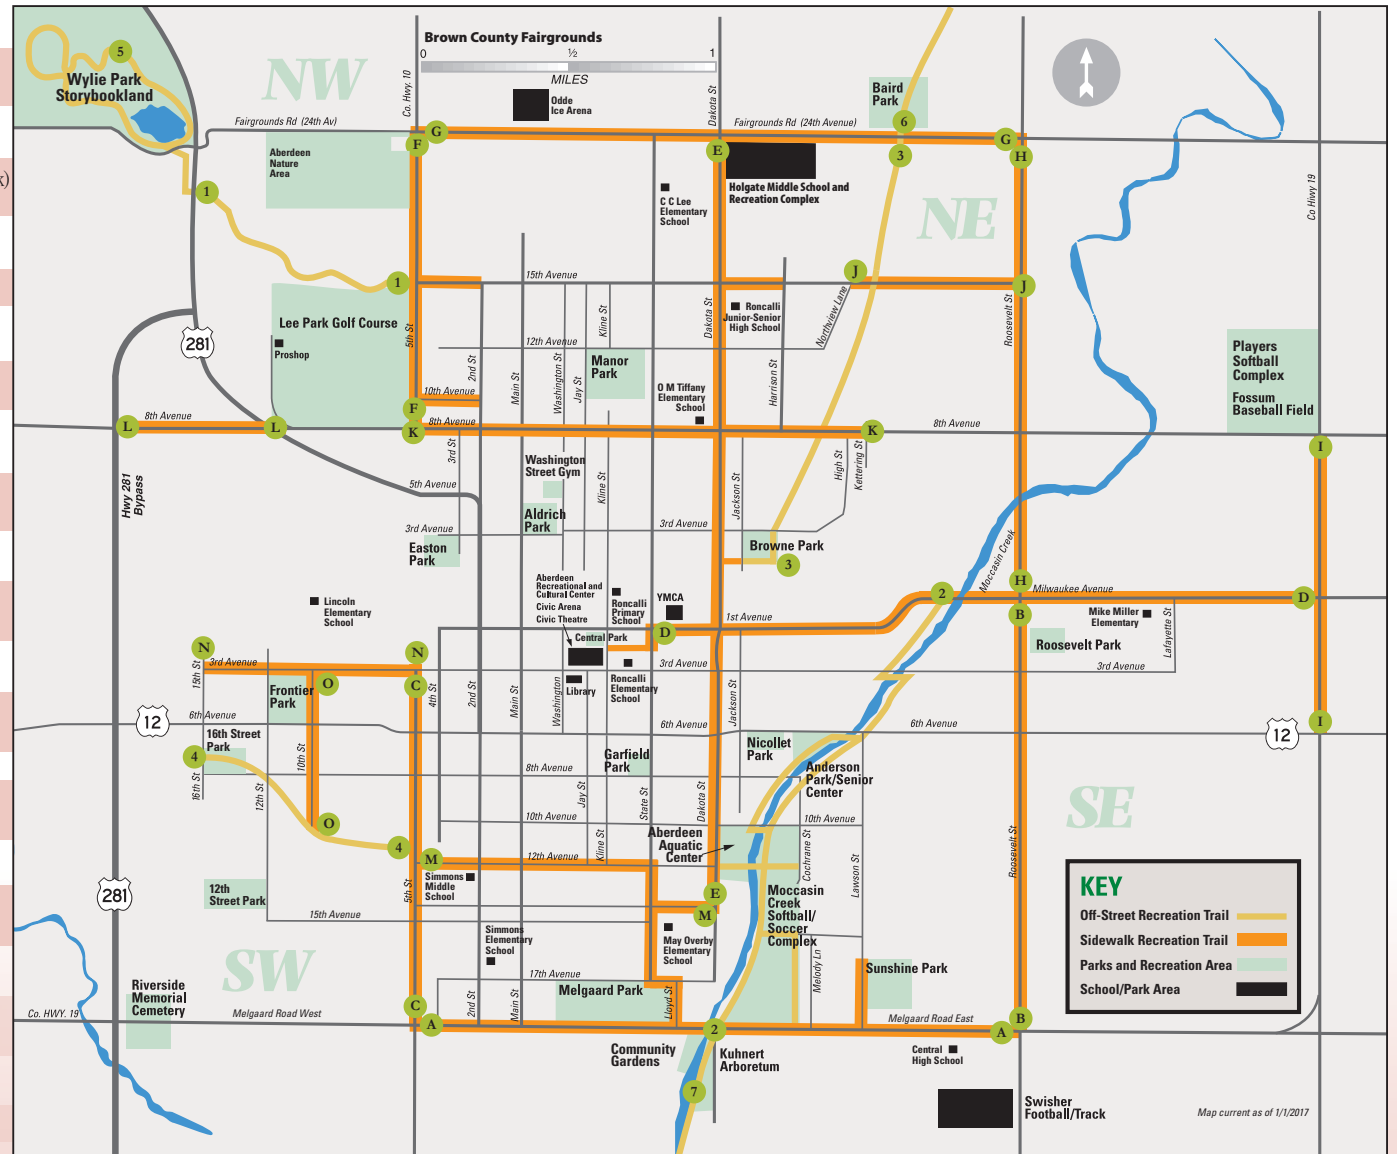 Brown County Fairgrounds
0 ½ 1
MILES
5
Wylie Park
Storybookland
NW
Co. Hwy. 10
Odde
Ice Arena
Dakota St
Baird
Park
6
Fairgrounds Rd (24th Av)
G
Fairgrounds Rd (24th Avenue)
G
F
E
3
H
Aberdeen
Nature
Area
Holgate Middle School and
Recreation Complex
k)
1
C C Lee
Elementary
School
NE
Co Hiwy 19
1
15th Avenue
J
J
Lee Park Golf Course
5th St
Kline St
Dakota St
Roncalli
Junior-Senior
High School
Northview Lane
Roosevelt St
281
Proshop
12th Avenue
2nd St
Main St
Washington St
Jay St
Manor
Park
Harrison St
Players
Softball
Complex
Fossum
Baseball Field
10th Avenue
O M Tiffany
Elementary
School
F
L
8th Avenue
L
K
8th Avenue
K
8th Avenue
I
3rd St
Washington
Street Gym
Kline St
Jackson St
High St
Kettering St
Hwy 281
Bypass
5th Avenue
Aldrich
Park
3rd Avenue
3rd Avenue
Easton
Park
Browne Park
3
Moccasin Creek
Aberdeen
Recreational and
Cultural Center
Civic Arena
Civic Theatre
Roncalli
Primary
School
YMCA
H
Milwaukee Avenue
2
D
Lincoln
Elementary
School
1st Avenue
B
Mike Miller
Elementary
Lafayette St
Central Park
D
Roosevelt Park
N
N
15th St
3rd Avenue
3rd Avenue
3rd Avenue
O
C
Frontier
Park
4th St
2nd St
Main St
Washington
Library
Roncalli
Elementary
School
Jackson St
6th Avenue
12
6th Avenue
6th Avenue
I
12
16th Street
Park
4
10th St
Garfield
Park
Nicollet
Park
Anderson
Park/Senior
Center
8th Avenue
16th St
12th St
Jay St
State St
Dakota St
SE
O
10th Avenue
10th Avenue
4
M
12th Avenue
Kline St
Aberdeen
Aquatic
Center
Cochrane St
Lawson St
Roosevelt St
281
12th
Street Park
5th St
Simmons
Middle
School
E
M
Moccasin
Creek
Softball/
Soccer
Complex
15th Avenue
Simmons
Elementary
School
May Overby
Elementary
School
KEY
Off-Street Recreation Trail
Sidewalk Recreation Trail
Parks and Recreation Area
School/Park Area
SW
17th Avenue
Melody Ln
Sunshine Park
Riverside
Memorial
Cemetery
Melgaard Park
Lloyd St
2nd St
Main St
C
Co. HWY. 19
Melgaard Road West
A
2
Melgaard Road East
A
B
Community
Gardens
Kuhnert
Arboretum
Central
High School
7
Swisher
Football/Track
Map current as of 1/1/2017